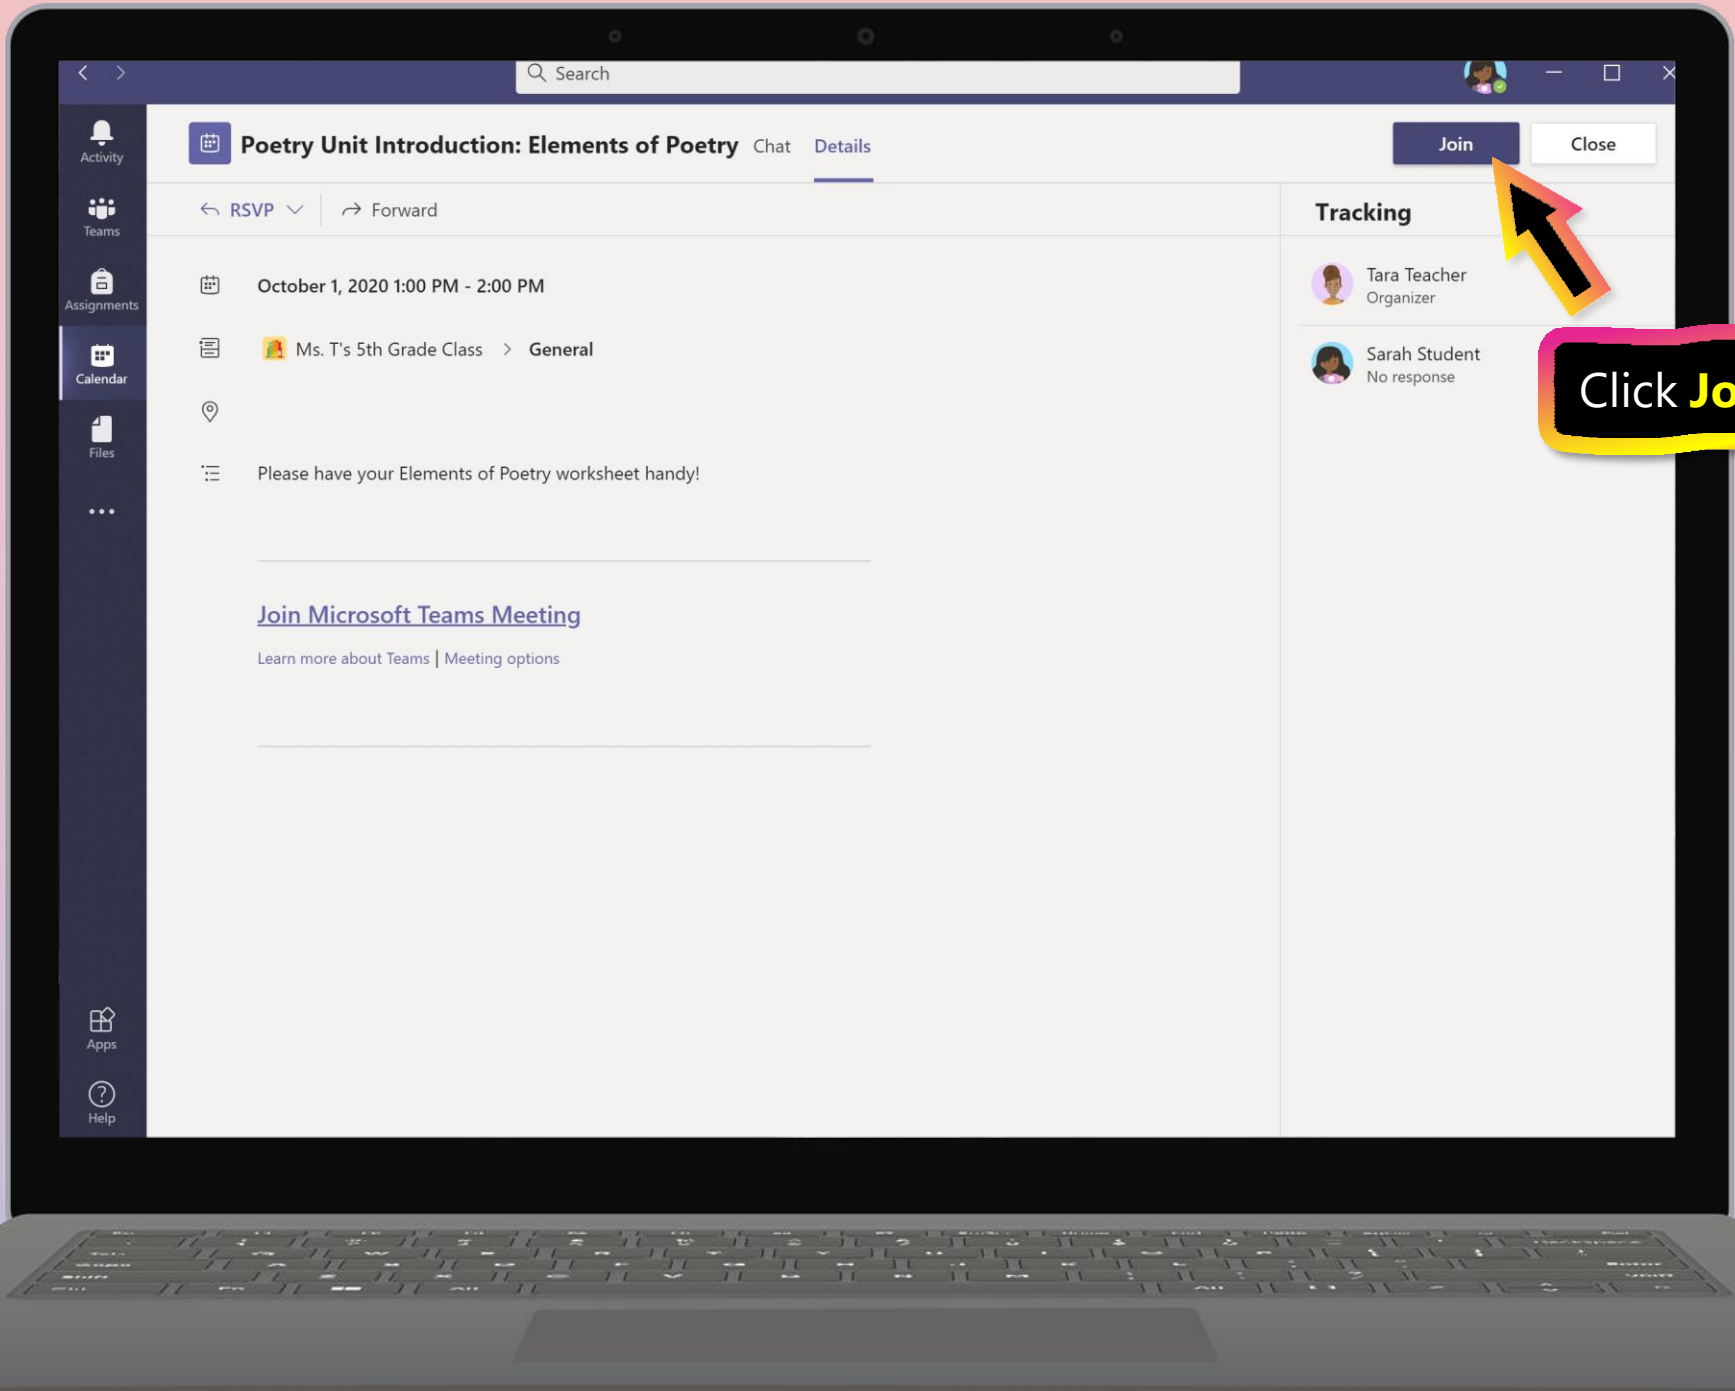 Search
Activity
Teams
Assignments
Calendar
Files
Apps
Help
Poetry Unit Introduction: Elements of Poetry Chat Details
Join Close
RSVP Forward
October 1, 2020 1:00 PM - 2:00 PM
Ms. T's 5th Grade Class > General
Please have your Elements of Poetry worksheet handy!
Join Microsoft Teams Meeting
Learn more about Teams | Meeting options
Tracking
Tara Teacher
Organizer
Sarah Student
No response
Click